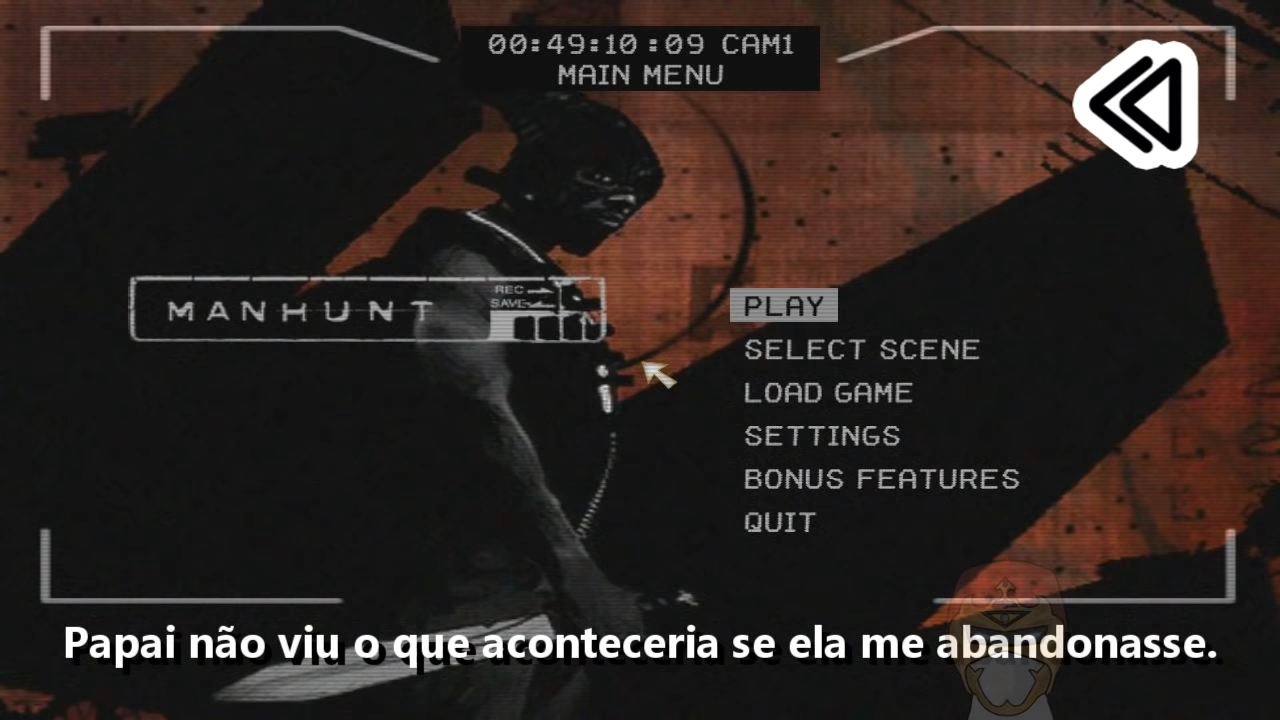 00:49:10:09 CAM1
MAIN MENU
MANHUNT
REC
SAVE
PLAY
SELECT SCENE
LOAD GAME
SETTINGS
BONUS FEATURES
QUIT
Papai não viu o que aconteceria se ela me abandonasse.